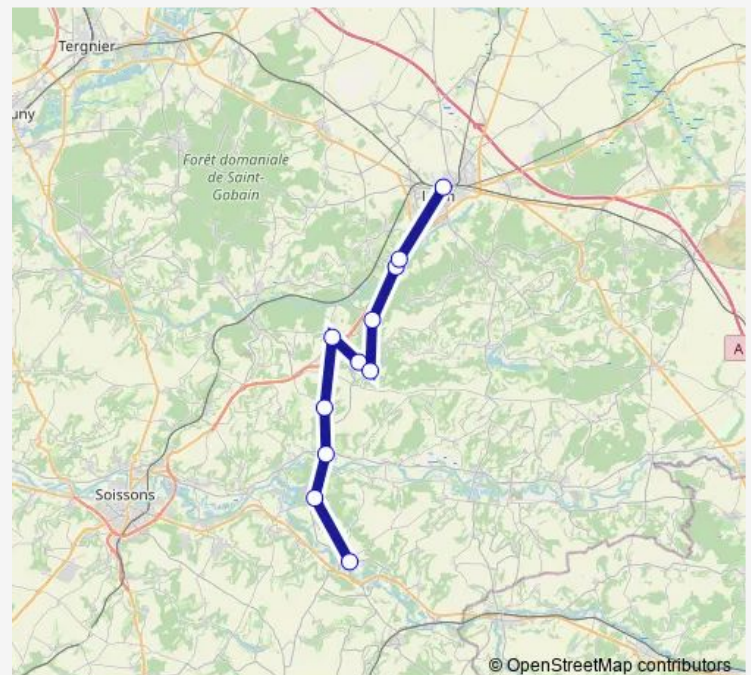 Tergnier
uny
Forêt domaniale
de Saint-
Gobain
A
Soissons
© OpenStreetMap contributors